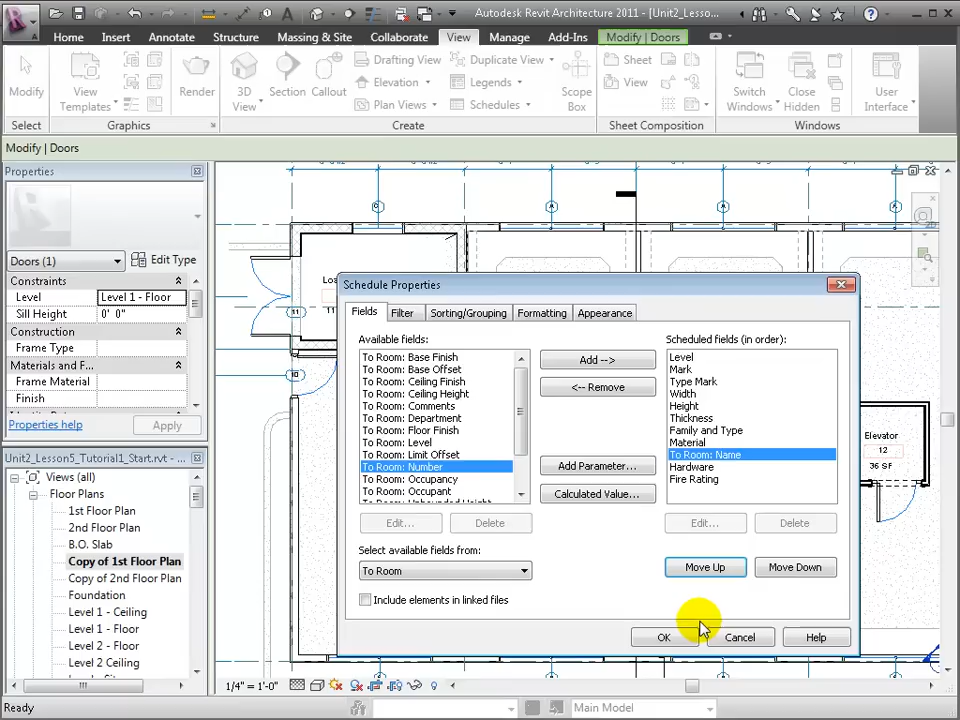 Autodesk Revit Architecture 2011 - [Unit2_Lesso...
Home Insert Annotate Structure Massing & Site Collaborate View Manage Add-Ins Modify | Doors
Modify
View
Templates
Render
3D
View
Section
Callout
Drafting View
Elevation
Plan Views
Duplicate View
Legends
Schedules
Scope
Box
Sheet
View
Switch
Windows
Close
Hidden
User
Interface
Select Graphics Create Sheet Composition Windows
Modify | Doors
Properties
Doors (1) Edit Type
Constraints
Level Level 1 - Floor
Sill Height 0' 0"
Construction
Frame Type
Materials and F...
Frame Material
Finish
Properties help Apply
Unit2_Lesson5_Tutorial1_Start.rvt - ...
Views (all)
Floor Plans
1st Floor Plan
2nd Floor Plan
B.O. Slab
Copy of 1st Floor Plan
Copy of 2nd Floor Plan
Foundation
Level 1 - Ceiling
Level 1 - Floor
Level 2 - Floor
Level 2 Ceiling
11
10
Elevator
12
36 SF
Schedule Properties
Fields Filter Sorting/Grouping Formatting Appearance
Available fields:
To Room: Base Finish
To Room: Base Offset
To Room: Ceiling Finish
To Room: Ceiling Height
To Room: Comments
To Room: Department
To Room: Floor Finish
To Room: Level
To Room: Limit Offset
To Room: Number
To Room: Occupancy
To Room: Occupant
To Room: Unbounded Height
Add -->
<-- Remove
Add Parameter...
Calculated Value...
Scheduled fields (in order):
Level
Mark
Type Mark
Width
Height
Thickness
Family and Type
Material
To Room: Name
Hardware
Fire Rating
Edit... Delete
Edit... Delete
Select available fields from:
To Room
Move Up Move Down
Include elements in linked files
OK Cancel Help
1/4" = 1'-0"
Ready
Main Model